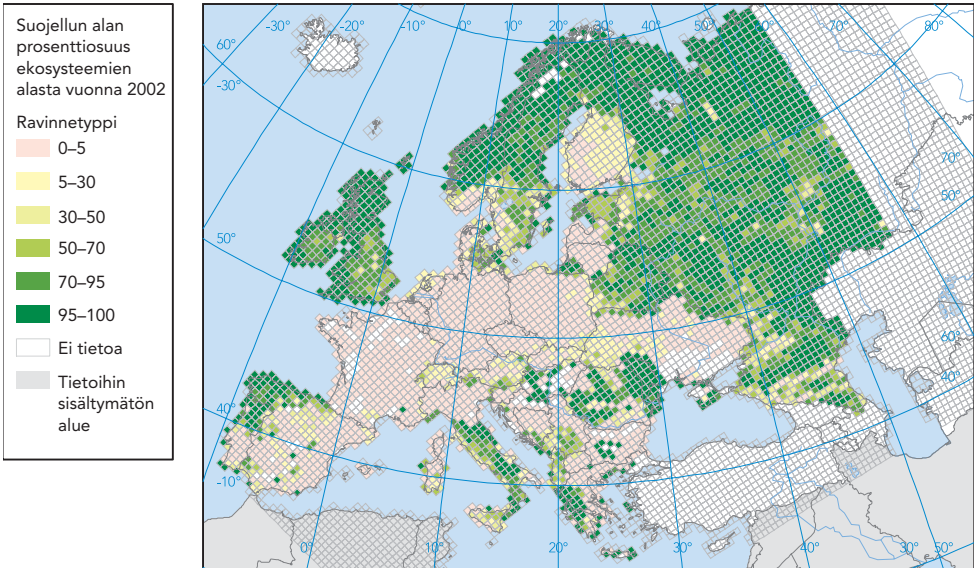 Suojellun alan
prosenttiosuus
ekosysteemien
alasta vuonna 2002
Ravinnetyppi
0–5
5–30
30–50
50–70
70–95
95–100
Ei tietoa
Tietoihin
sisältymätön
alue
-30° -20° -10° 0° 10° 20° 30° 40° 50° 60° 70° 80° 90°
60°
-30°
70°
50°
50°
60°
40°
40°
-10°
0° 10° 20° 30° 40° 30° 50°